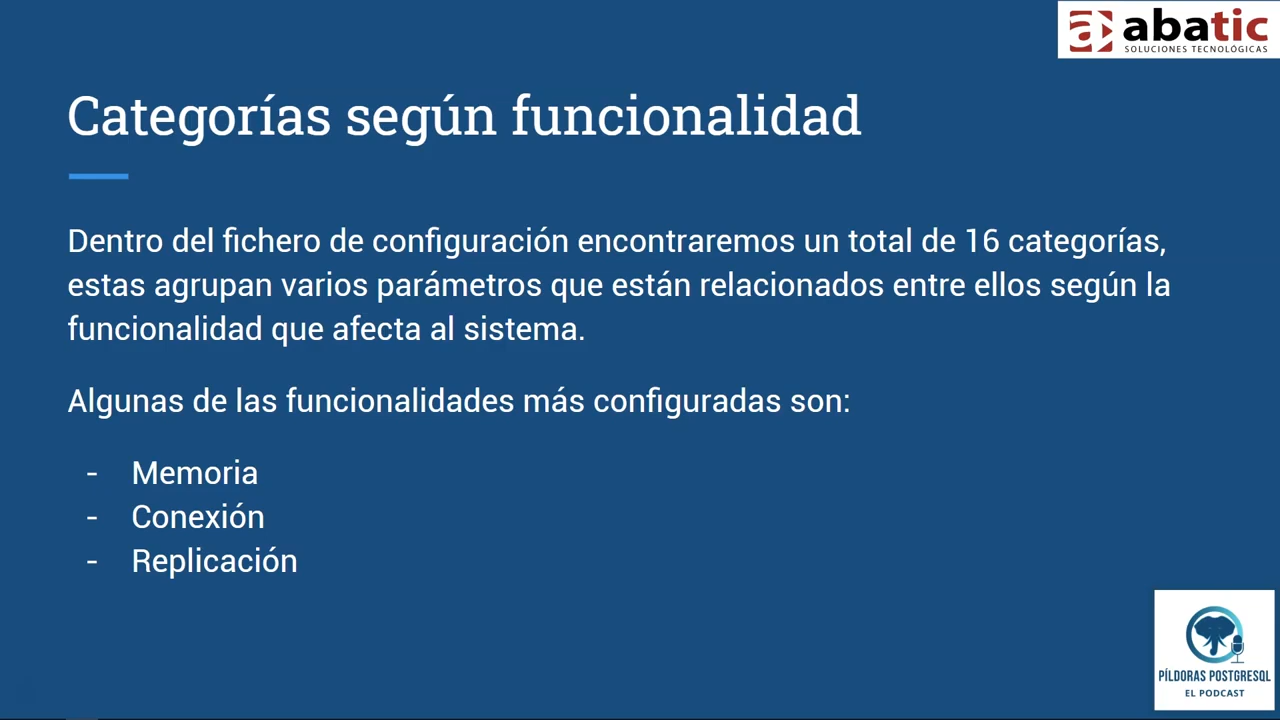 abatic
SOLUCIONES TECNOLÓGICAS
Categorías según funcionalidad
Dentro del fichero de configuración encontraremos un total de 16 categorías,
estas agrupan varios parámetros que están relacionados entre ellos según la
funcionalidad que afecta al sistema.
Algunas de las funcionalidades más configuradas son:
- Memoria
- Conexión
- Replicación
PÍLDORAS POSTGRESQL
EL PODCAST